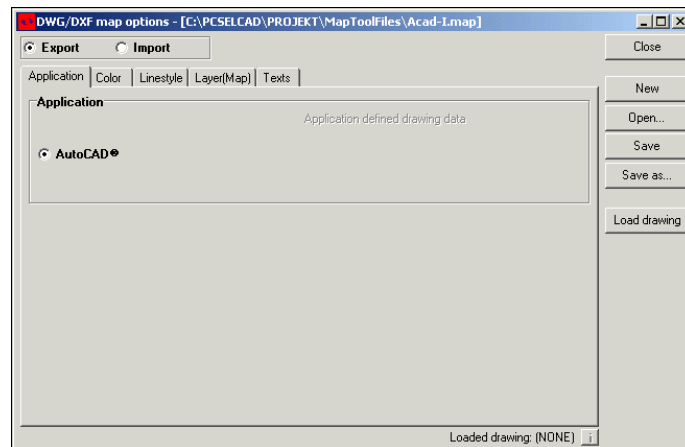 DWG/DXF map options - [C:\PCSELCAD\PROJEKT\MapToolFiles\Acad-I.map]
Export Import
Close
Application Color Linestyle Layer(Map) Texts
New
Application
Application defined drawing data
Open...
Save
AutoCAD®
Save as...
Load drawing
Loaded drawing: (NONE) i